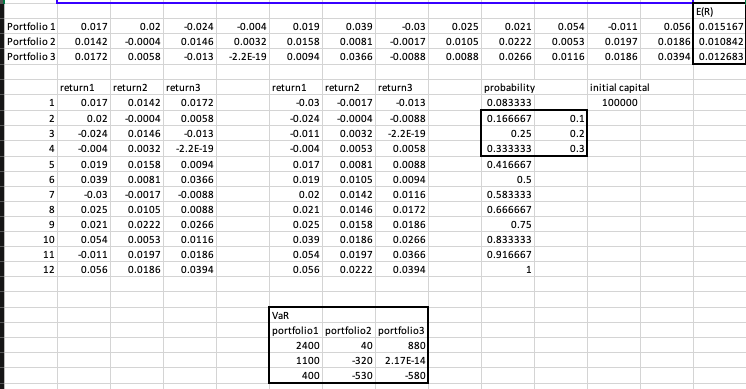 E(R)
Portfolio 1 0.017 0.02 -0.024 -0.004 0.019 0.039 -0.03 0.025 0.021 0.054 -0.011 0.056 0.015167
Portfolio 2 0.0142 -0.0004 0.0146 0.0032 0.0158 0.0081 -0.0017 0.0105 0.0222 0.0053 0.0197 0.0186 0.010842
Portfolio 3 0.0172 0.0058 -0.013 -2.2E-19 0.0094 0.0366 -0.0088 0.0088 0.0266 0.0116 0.0186 0.0394 0.012683
return1 return2 return3 return1 return2 return3 probability initial capital
1 0.017 0.0142 0.0172 -0.03 -0.0017 -0.013 0.083333 100000
2 0.02 -0.0004 0.0058 -0.024 -0.0004 -0.0088 0.166667 0.1
3 -0.024 0.0146 -0.013 -0.011 0.0032 -2.2E-19 0.25 0.2
4 -0.004 0.0032 -2.2E-19 -0.004 0.0053 0.0058 0.333333 0.3
5 0.019 0.0158 0.0094 0.017 0.0081 0.0088 0.416667
6 0.039 0.0081 0.0366 0.019 0.0105 0.0094 0.5
7 -0.03 -0.0017 -0.0088 0.02 0.0142 0.0116 0.583333
8 0.025 0.0105 0.0088 0.021 0.0146 0.0172 0.666667
9 0.021 0.0222 0.0266 0.025 0.0158 0.0186 0.75
10 0.054 0.0053 0.0116 0.039 0.0186 0.0266 0.833333
11 -0.011 0.0197 0.0186 0.054 0.0197 0.0366 0.916667
12 0.056 0.0186 0.0394 0.056 0.0222 0.0394 1
VaR
portfolio1 portfolio2 portfolio3
2400 40 880
1100 -320 2.17E-14
400 -530 -580